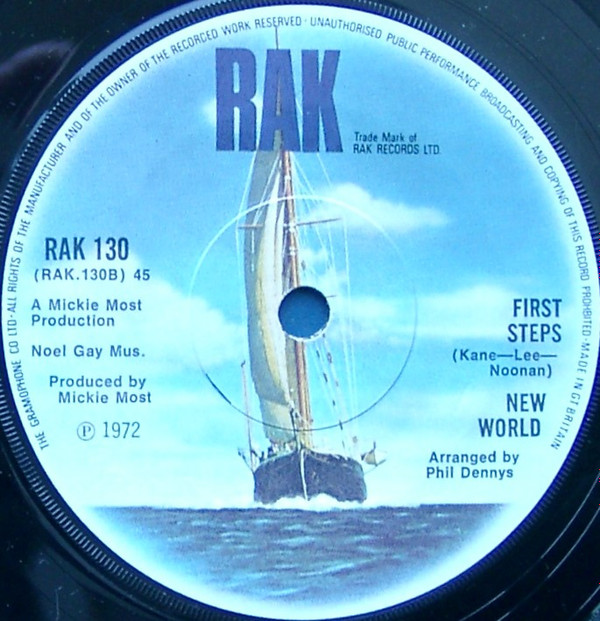 THE GRAMOPHONE CO LTD·ALL RIGHTS OF THE MANUFACTURER AND OF THE OWNER OF THE RECORDED WORK RESERVED · UNAUTHORISED PUBLIC PERFORMANCE BROADCASTING AND COPYING OF THIS RECORD PROHIBITED·MADE IN GT BRITAIN
RAK
Trade Mark of
RAK RECORDS LTD.
RAK 130
(RAK.130B) 45
A Mickie Most
Production
Noel Gay Mus.
Produced by
Mickie Most
℗ 1972
FIRST
STEPS
(Kane—Lee—
Noonan)
NEW
WORLD
Arranged by
Phil Dennys